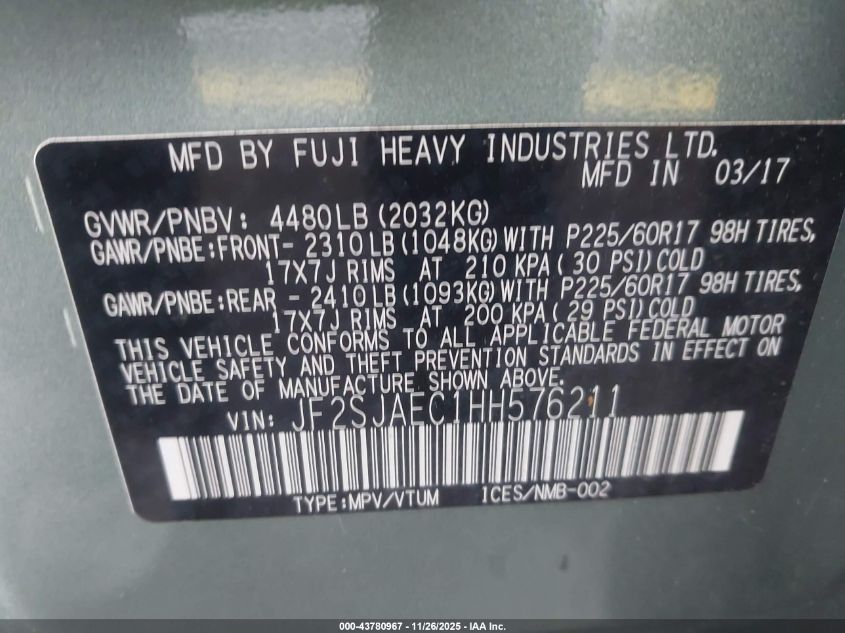 MFD BY FUJI HEAVY INDUSTRIES LTD.
MFD IN 03/17
GVWR/PNBV: 4480LB (2032KG)
GAWR/PNBE:FRONT- 2310LB (1048KG) WITH P225/60R17 98H TIRES,
17X7J RIMS AT 210 KPA (30 PSI) COLD
GAWR/PNBE:REAR - 2410LB (1093KG) WITH P225/60R17 98H TIRES,
17X7J RIMS AT 200 KPA (29 PSI) COLD
THIS VEHICLE CONFORMS TO ALL APPLICABLE FEDERAL MOTOR
VEHICLE SAFETY AND THEFT PREVENTION STANDARDS IN EFFECT ON
THE DATE OF MANUFACTURE SHOWN ABOVE.
VIN: JF2SJAEC1HH576211
TYPE:MPV/VTUM ICES/NMB-002
000-43780967 - 11/26/2025 - IAA Inc.